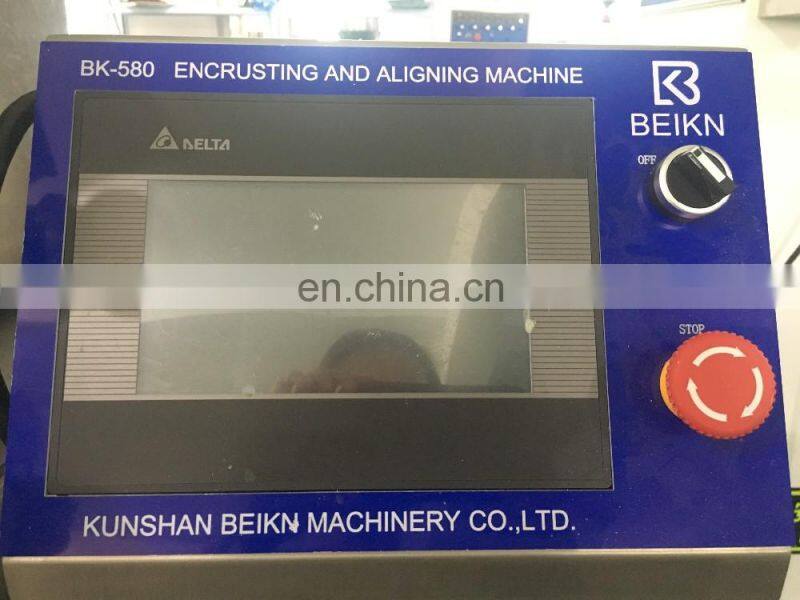 BK-580 ENCRUSTING AND ALIGNING MACHINE
BEIKN
OFF
DELTA
en.china.cn
STOP
KUNSHAN BEIKN MACHINERY CO.,LTD.